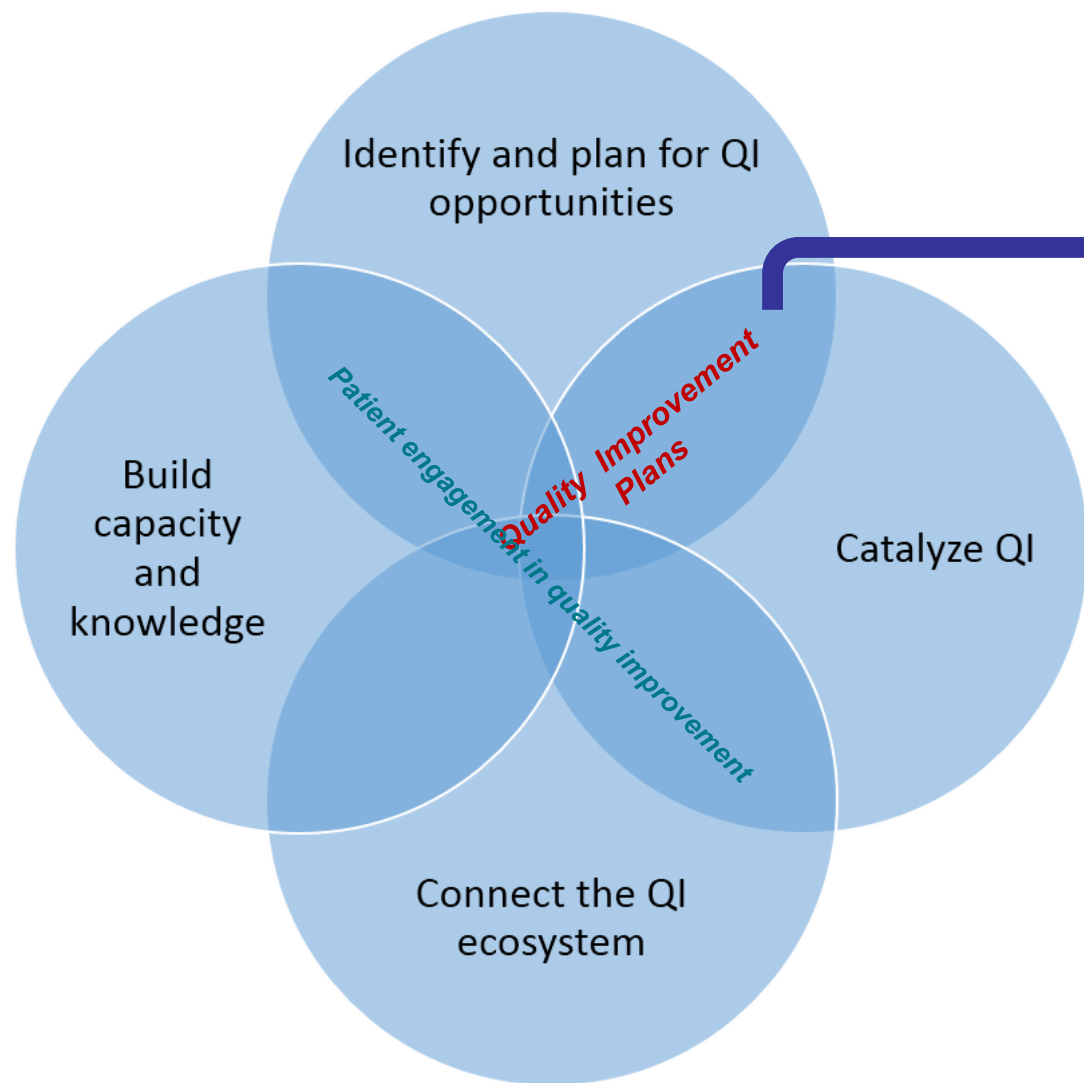 Identify and plan for QI
opportunities
Quality Improvement
Plans
Patient engagement in quality improvement
Build
capacity
and
knowledge
Catalyze QI
Connect the QI
ecosystem